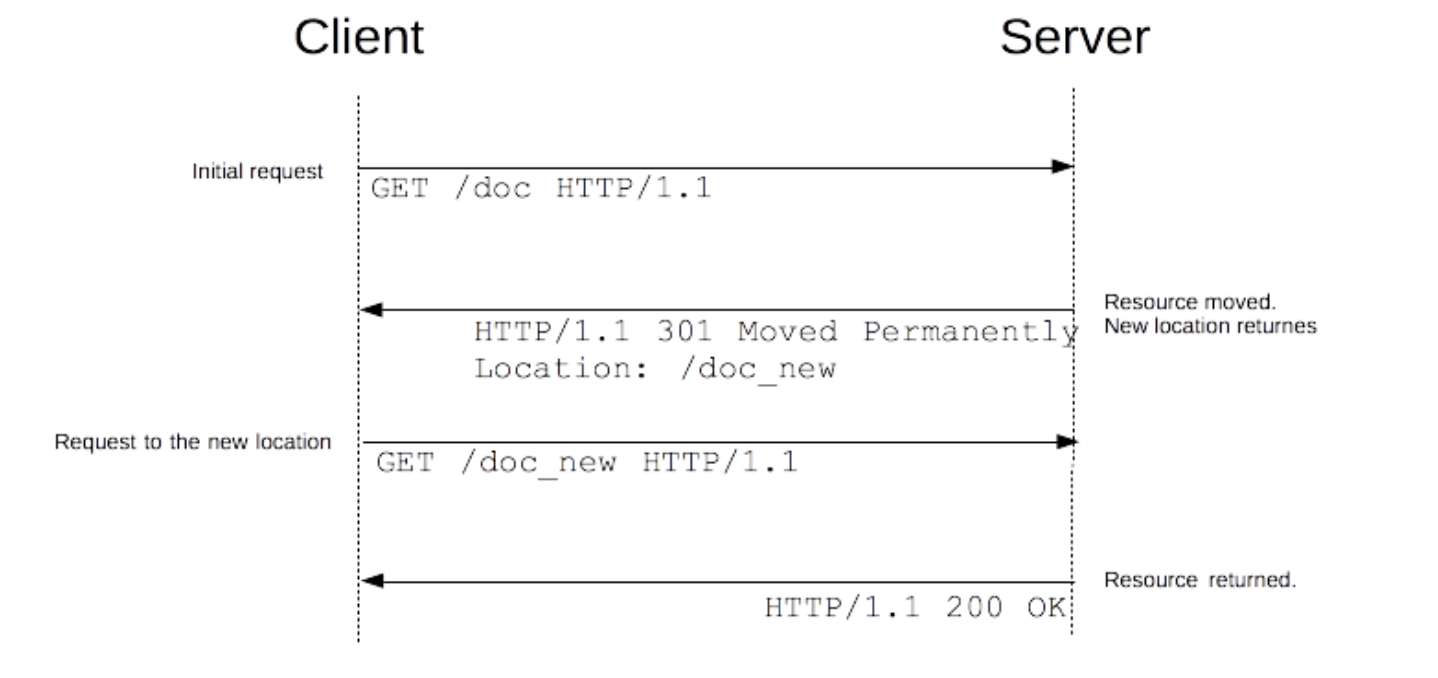 Client
Server
Initial request
GET /doc HTTP/1.1
Resource moved.
New location returnes
HTTP/1.1 301 Moved Permanently
Location: /doc_new
Request to the new location
GET /doc_new HTTP/1.1
Resource returned.
HTTP/1.1 200 OK